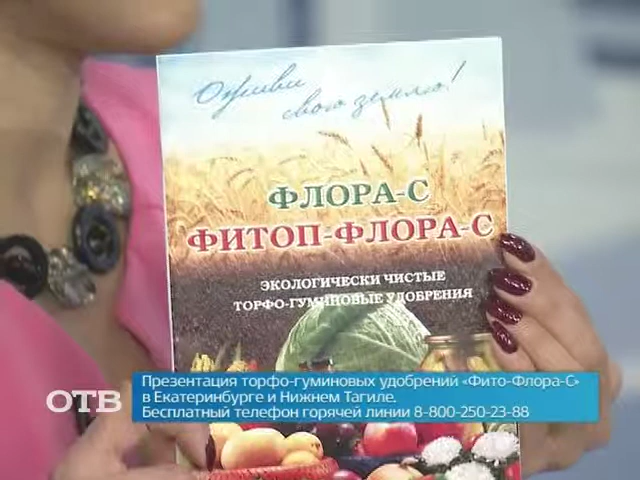 Оживи
свою землю!
ФЛОРА-С
ФИТОП-ФЛОРА-С
ЭКОЛОГИЧЕСКИ ЧИСТЫЕ
ТОРФО-ГУМИНОВЫЕ УДОБРЕНИЯ
ОТВ
Презентация торфо-гуминовых удобрений «Фито-Флора-С»
в Екатеринбурге и Нижнем Тагиле.
Бесплатный телефон горячей линии 8-800-250-23-88